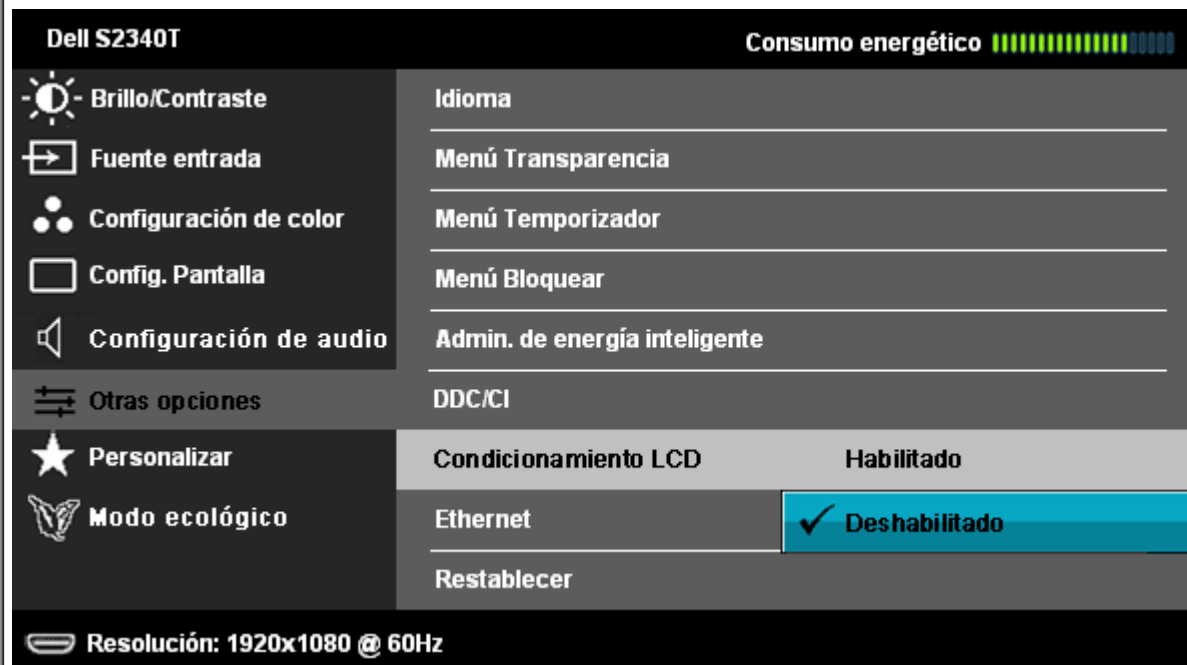 Dell S2340T Consumo energético
Brillo/Contraste Idioma
Fuente entrada Menú Transparencia
Configuración de color Menú Temporizador
Config. Pantalla Menú Bloquear
Configuración de audio Admin. de energía inteligente
Otras opciones DDC/CI
Personalizar Condicionamiento LCD Habilitado
Modo ecológico Ethernet Deshabilitado
Restablecer
Resolución: 1920x1080 @ 60Hz